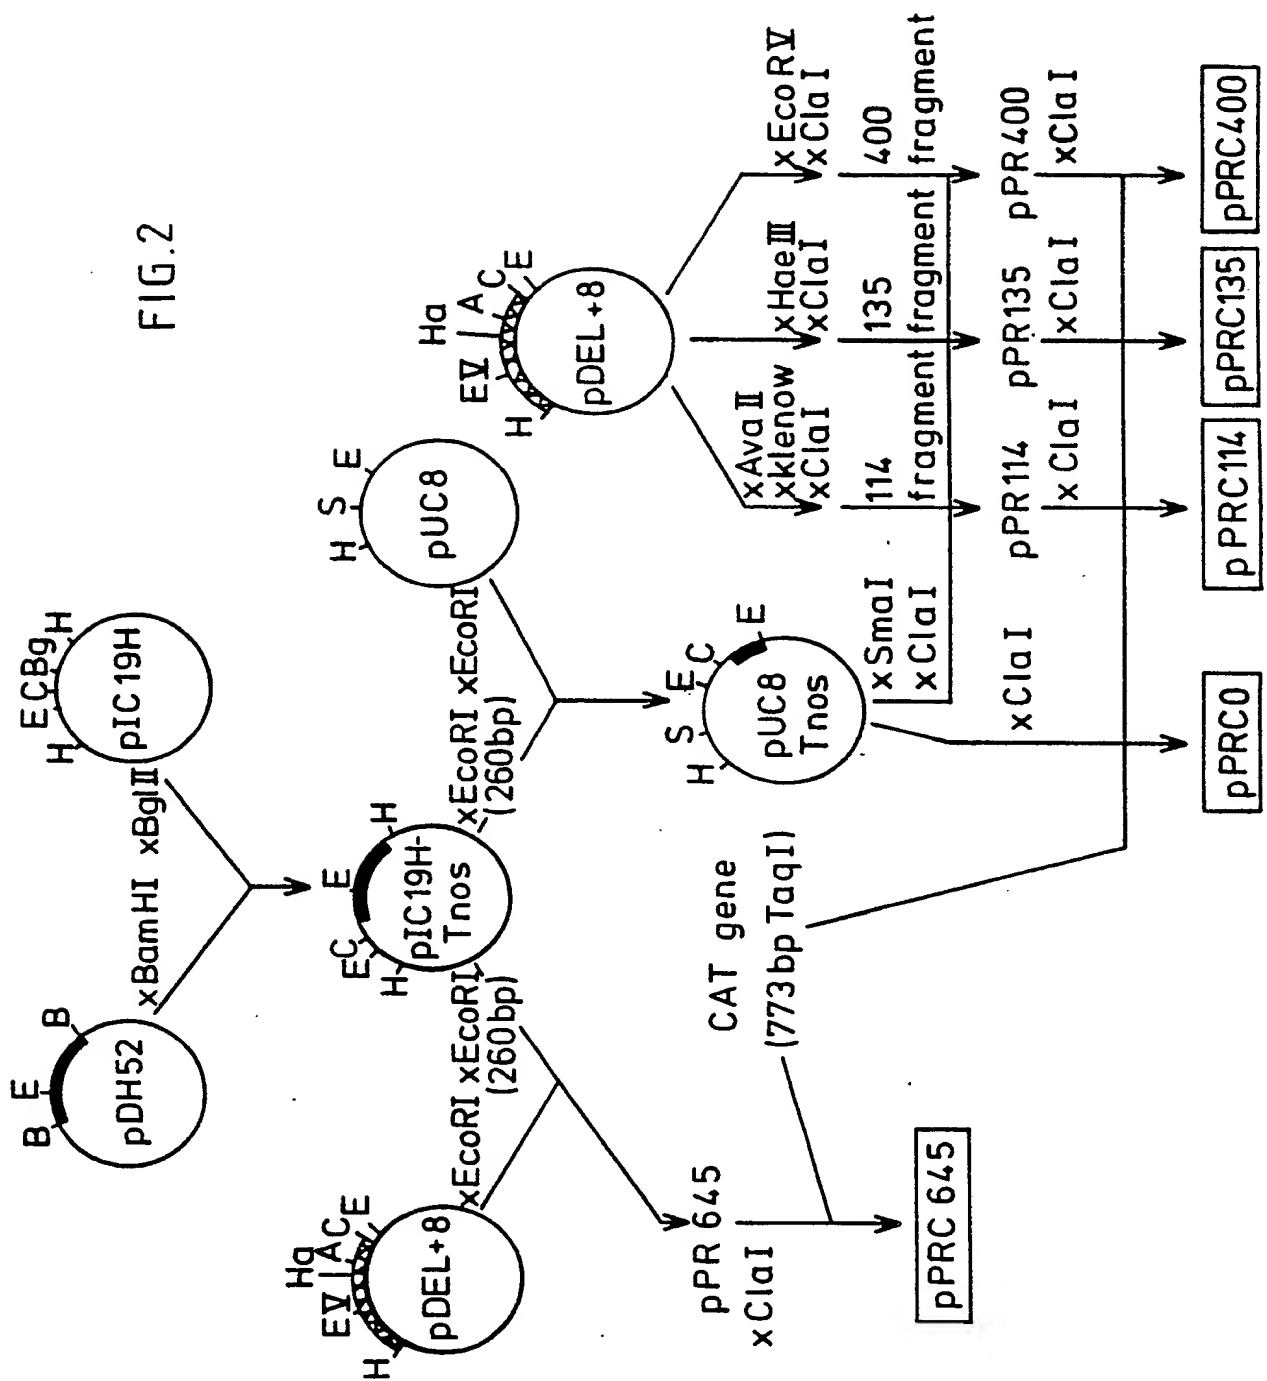 FIG.2
B E B
pDH52
xBamHI xBglII
H E C Bg H
pIC19H
H
EV
Ha
A C E
pDEL+8
xEcoRI xEcoRI
(260bp)
H E C E H
pIC19H-
Tnos
xEcoRI xEcoRI
(260bp)
H S E
pUC8
H
EV
Ha
A C E
pDEL+8
pPR 645
xClaI
pPRC 645
CAT gene
(773bp TaqI)
H S E C E
pUC8
Tnos
xSmaI
xClaI
xClaI
pPRC0
xAvaII
xklenow
xClaI
114
fragment
pPR114
xClaI
pPRC114
xHaeIII
xClaI
135
fragment
pPR135
xClaI
pPRC135
xEcoRV
xClaI
400
fragment
pPR400
xClaI
pPRC400